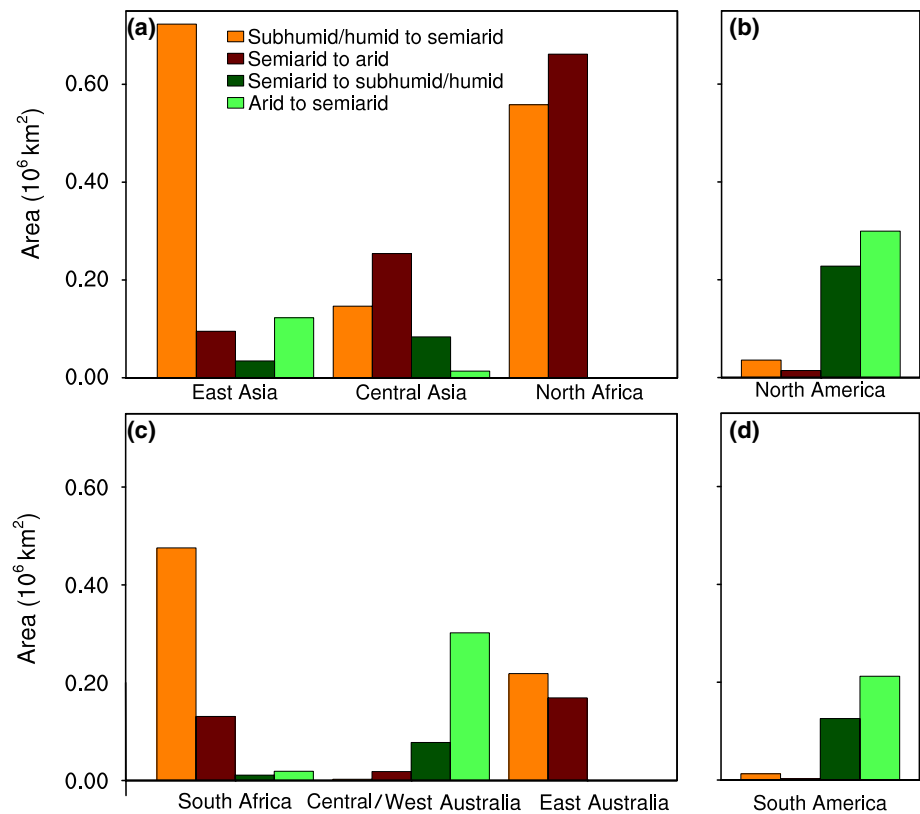 (a)
Subhumid/humid to semiarid
Semiarid to arid
Semiarid to subhumid/humid
Arid to semiarid
Area (10⁶ km²)
0.60
0.40
0.20
0.00
East Asia
Central Asia
North Africa
(b)
North America
(c)
Area (10⁶ km²)
0.60
0.40
0.20
0.00
South Africa
Central/West Australia
East Australia
(d)
South America